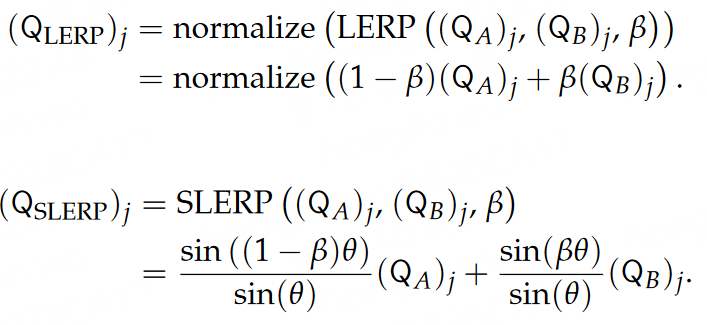 (Q_LERP)_j = normalize (LERP ((Q_A)_j, (Q_B)_j, β))
= normalize ((1 − β)(Q_A)_j + β(Q_B)_j) .
(Q_SLERP)_j = SLERP ((Q_A)_j, (Q_B)_j, β)
= sin ((1 − β)θ) / sin(θ) (Q_A)_j + sin(βθ) / sin(θ) (Q_B)_j.